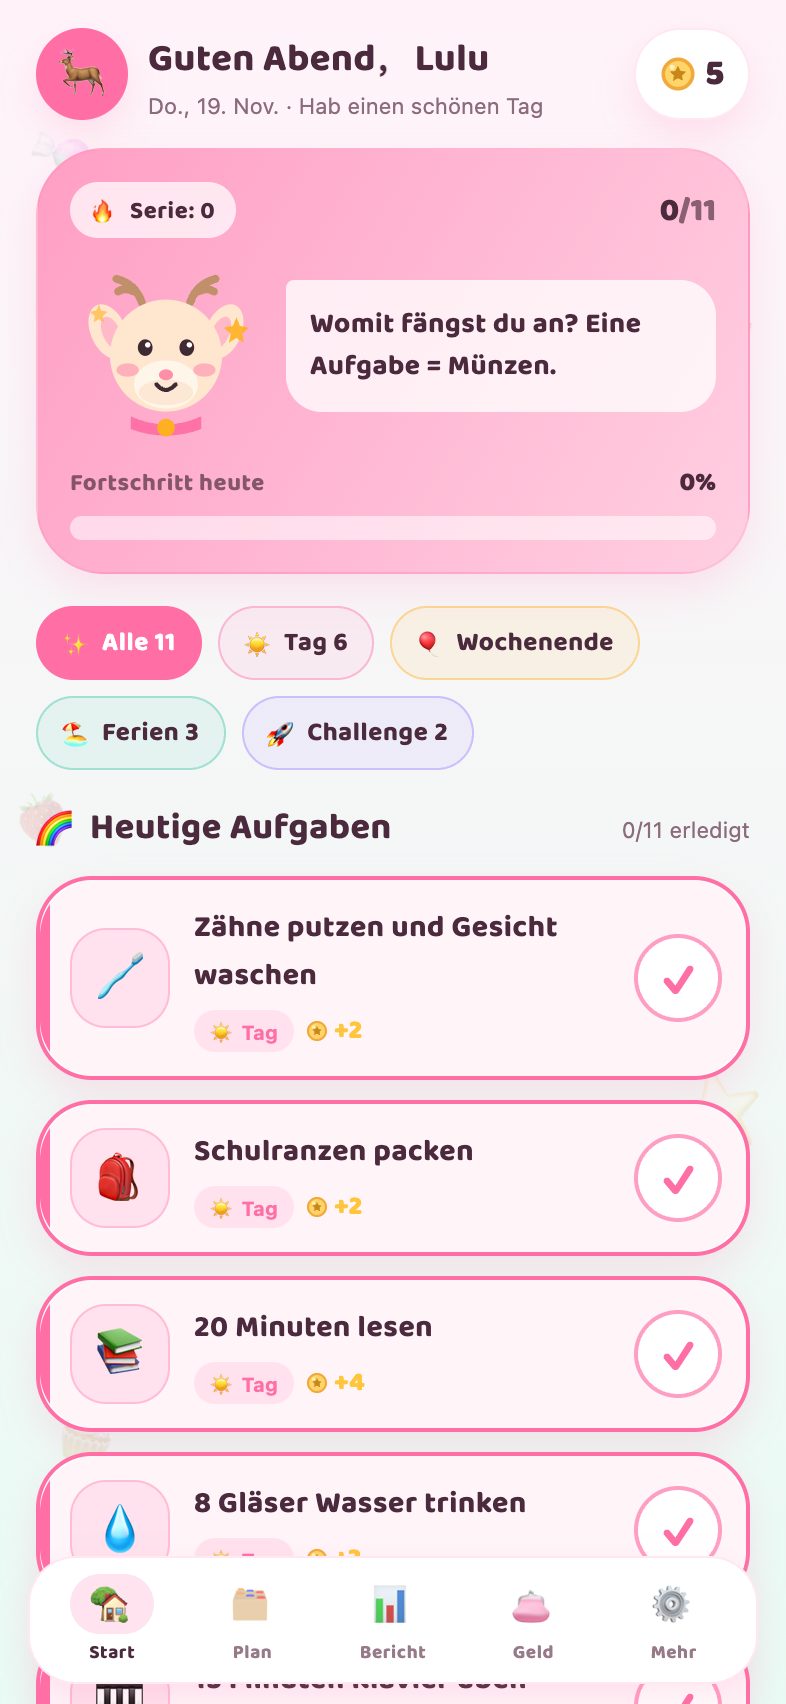 Guten Abend, Lulu
5
Do., 19. Nov. · Hab einen schönen Tag
Serie: 0
0/11
Womit fängst du an? Eine
Aufgabe = Münzen.
Fortschritt heute
0%
Alle 11
Tag 6
Wochenende
Ferien 3
Challenge 2
Heutige Aufgaben
0/11 erledigt
Zähne putzen und Gesicht
waschen
Tag
+2
Schulranzen packen
Tag
+2
20 Minuten lesen
Tag
+4
8 Gläser Wasser trinken
Start
Plan
Bericht
Geld
Mehr